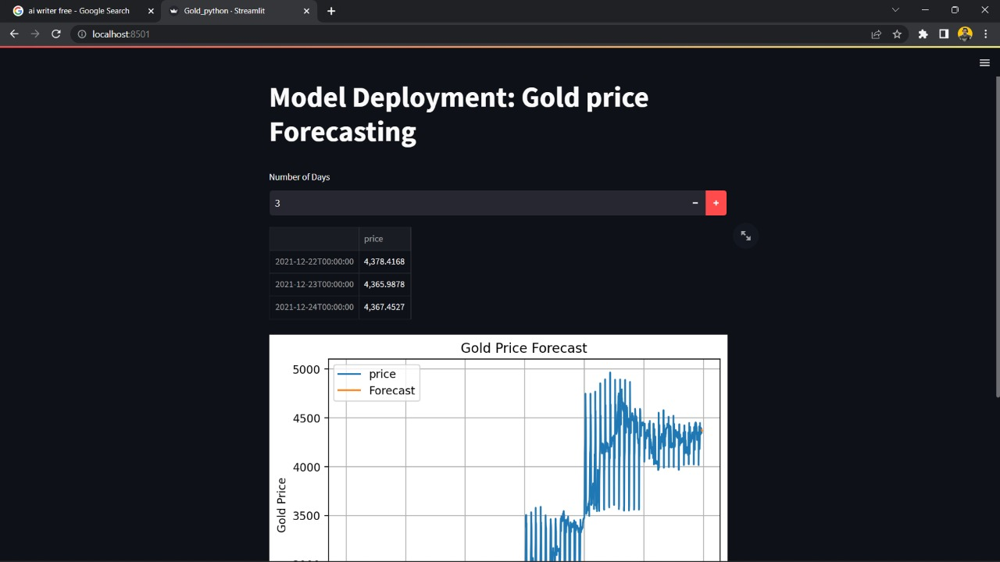 ai writer free - Google Search
Gold_python · Streamlit
localhost:8501
Model Deployment: Gold price
Forecasting
Number of Days
3
price
2021-12-22T00:00:00 4,378.4168
2021-12-23T00:00:00 4,365.9878
2021-12-24T00:00:00 4,367.4527
Gold Price Forecast
price
Forecast
5000
4500
4000
3500
Gold Price